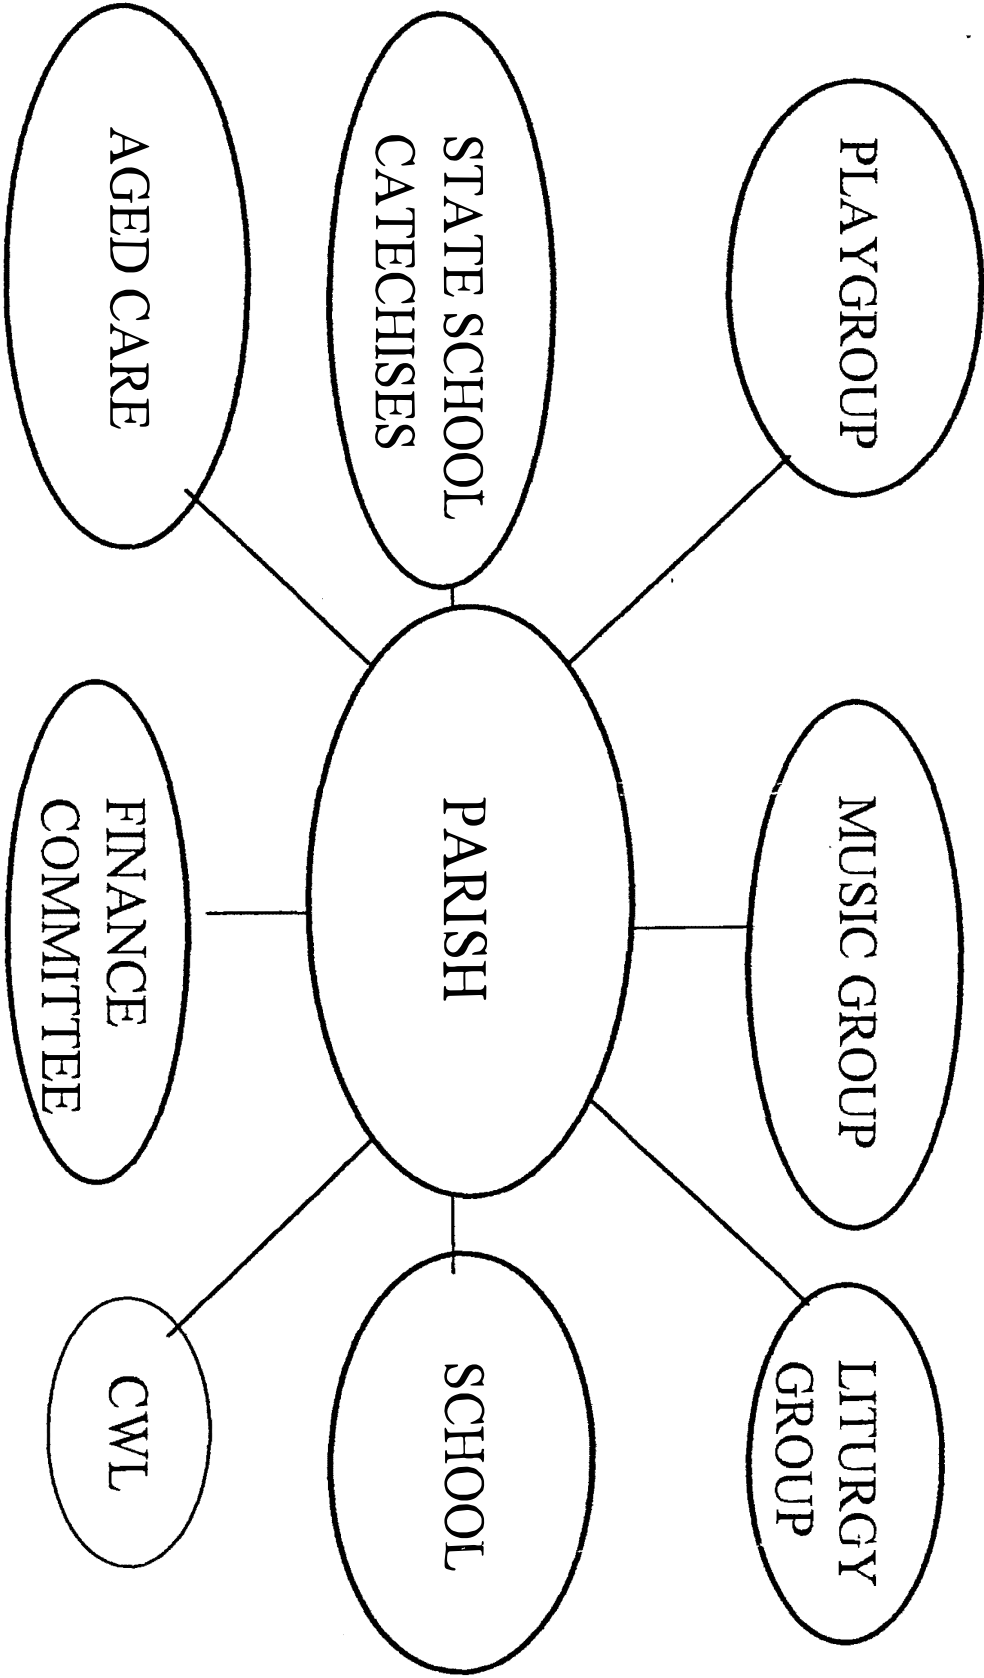 PLAYGROUP
MUSIC GROUP
LITURGY
GROUP
STATE SCHOOL
CATECHISES
PARISH
SCHOOL
AGED CARE
FINANCE
COMMITTEE
CWL